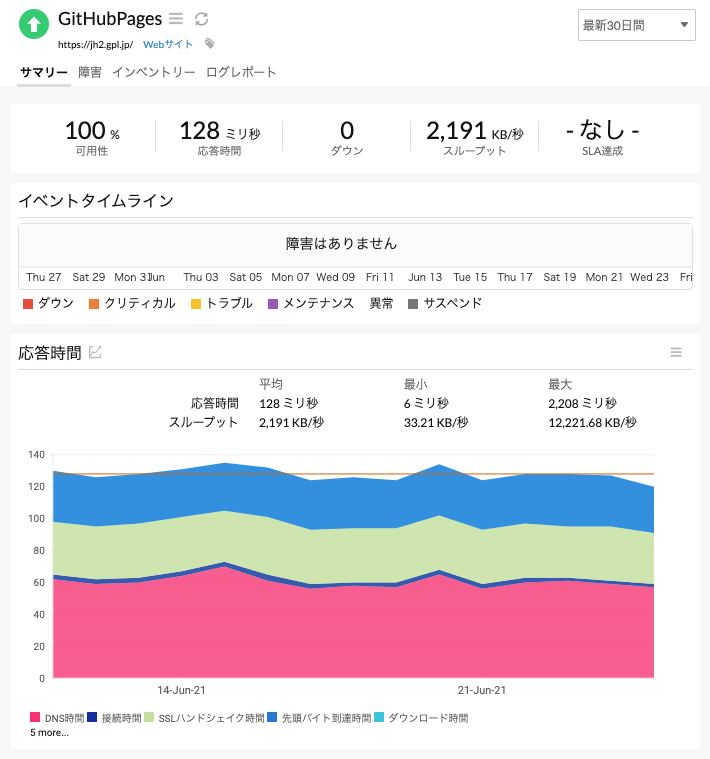 GitHubPages
最新30日間
https://jh2.gpl.jp/ Webサイト
サマリー 障害 インベントリー ログレポート
100 % 128 ミリ秒 0 2,191 KB/秒 - なし -
可用性 応答時間 ダウン スループット SLA達成
イベントタイムライン
障害はありません
Thu 27 Sat 29 Mon 31 Jun Thu 03 Sat 05 Mon 07 Wed 09 Fri 11 Jun 13 Tue 15 Thu 17 Sat 19 Mon 21 Wed 23 Fri
ダウン クリティカル トラブル メンテナンス 異常 サスペンド
応答時間
平均 最小 最大
応答時間 128 ミリ秒 6 ミリ秒 2,208 ミリ秒
スループット 2,191 KB/秒 33.21 KB/秒 12,221.68 KB/秒
140
120
100
80
60
40
20
0
14-Jun-21 21-Jun-21
DNS時間 接続時間 SSLハンドシェイク時間 先頭バイト到達時間 ダウンロード時間
5 more...